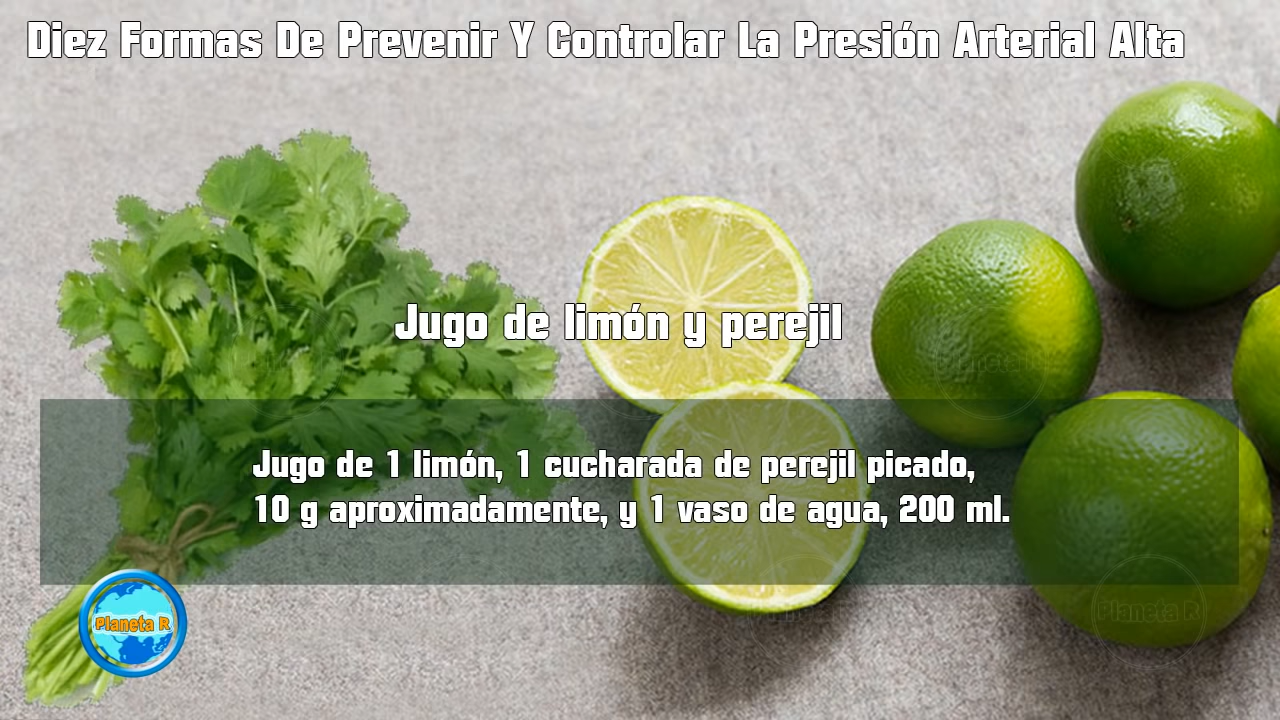 Diez Formas De Prevenir Y Controlar La Presión Arterial Alta
Jugo de limón y perejil
Jugo de 1 limón, 1 cucharada de perejil picado,
10 g aproximadamente, y 1 vaso de agua, 200 ml.
Planeta R
Planeta R